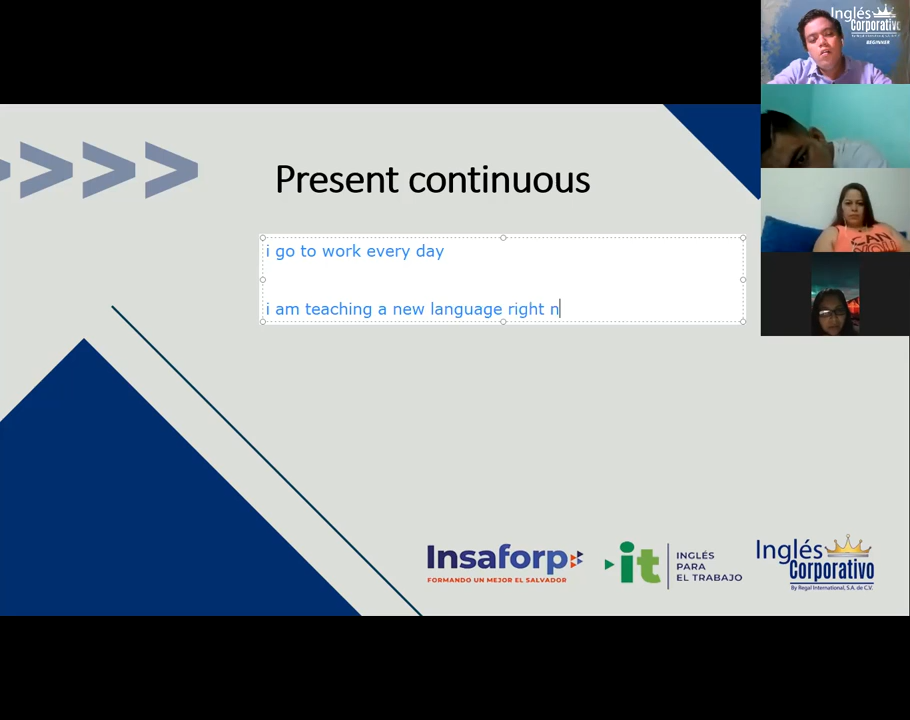 Inglés
Corporativo
BEGINNER
>>>>
Present continuous
i go to work every day
i am teaching a new language right n
Insaforp
FORMANDO UN MEJOR EL SALVADOR
it
INGLÉS
PARA
EL TRABAJO
Inglés
Corporativo
By Regal International, S.A. de C.V.
CAN